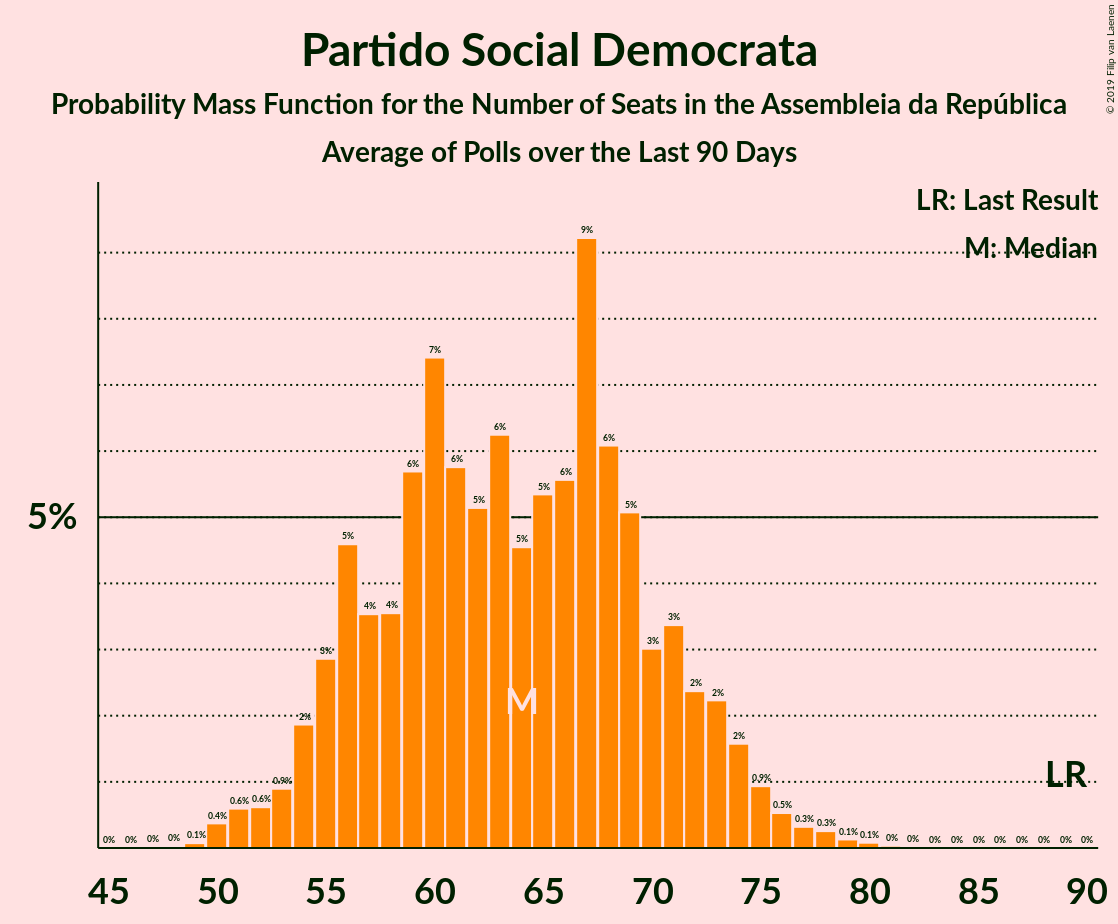 Partido Social Democrata
Probability Mass Function for the Number of Seats in the Assembleia da República
Average of Polls over the Last 90 Days
© 2019 Filip van Laenen
LR: Last Result
M: Median
5%
0% 0% 0% 0% 0.1% 0.4% 0.6% 0.6% 0.9% 2% 3% 5% 4% 4% 6% 7% 6% 5% 6% 5% 5% 6% 9% 6% 5% 3% 3% 2% 2% 2% 0.9% 0.5% 0.3% 0.3% 0.1% 0.1% 0% 0% 0% 0% 0% 0% 0% 0% 0% 0%
M
LR
45 50 55 60 65 70 75 80 85 90